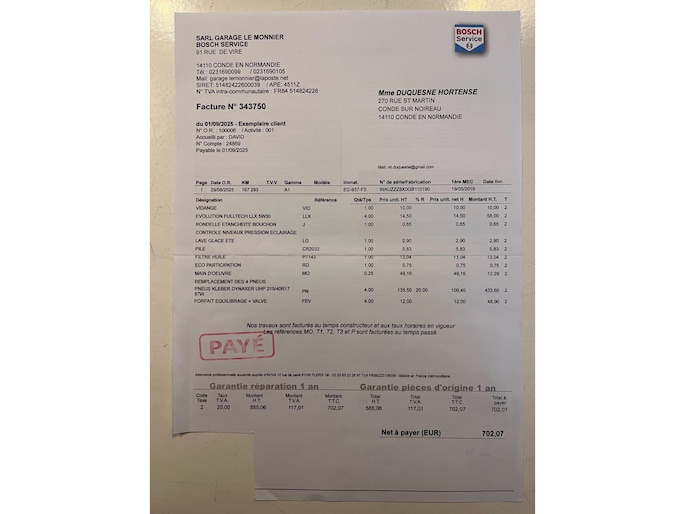 SARL GARAGE LE MONNIER
BOSCH SERVICE
91 RUE DE VIRE
14110 CONDE EN NORMANDIE
Tél.: 0231690099 / 0231690105
Mail: garage.lemonnier@laposte.net
SIRET: 51482422600039 / APE: 4511Z
N° TVA intra-communautaire : FR84 514824226
Facture N° 343750
BOSCH
Service
Mme DUQUESNE HORTENSE
270 RUE ST MARTIN
CONDE SUR NOIREAU
14110 CONDE EN NORMANDIE
du 01/09/2025 - Exemplaire client
N° O.R. : 100006 / Activité : 001
Accueilli par : DAVID
N° Compte : 24869
Payable le 01/09/2025
Mail: vh.duquesne@gmail.com
Page Date O.R. KM T.V.V Gamme Modèle Immat. N° de série/Fabrication 1ère MEC Date livr.
1 29/08/2025 167 293 A1 EC-937-FS 19/05/2016
Désignation Référence Qté/Tps Prix unit. HT % R Prix unit. net H Montant H.T. T
VIDANGE VID 1.00 10,00 10,00 10,00 2
EVOLUTION FULLTECH LLX 5W30 LLX 4.00 14,50 14,50 58,00 2
RONDELLE ETANCHEITE BOUCHON J 1.00 0,65 0,65 0,65 2
CONTROLE NIVEAUX PRESSION ECLAIRAGE
LAVE GLACE ETE LG 1.00 2,90 2,90 2,90 2
PILE CR2032 1.00 5,83 5,83 5,83 2
FILTRE HUILE P7143 1.00 13,04 13,04 13,04 2
ECO PARTICIPATION RD 1.00 0,75 0,75 0,75 2
MAIN D'OEUVRE MO 0.25 49,16 49,16 12,29 2
REMPLACEMENT DES 4 PNEUS
PNEUS KLEBER DYNAXER UHP 215/40R17 87W PN 4.00 135,50 20,00 108,40 433,60 2
FORFAIT EQUILIBRAGE + VALVE FEV 4.00 12,00 12,00 48,00 2
Nos travaux sont facturés au temps constructeur et aux taux horaires en vigueur
Les références MO, T1, T2, T3 et P sont facturées au temps passé.
PAYÉ
Garantie réparation 1 an Garantie pièces d'origine 1 an
Code Taxe Taux T.V.A. Montant H.T. Montant T.V.A. Montant T.T.C. Total H.T. Total T.V.A. Total T.T.C. Total à payer
2 20,00 585,06 117,01 702,07 585,06 117,01 702,07 702,07
Net à payer (EUR) 702,07